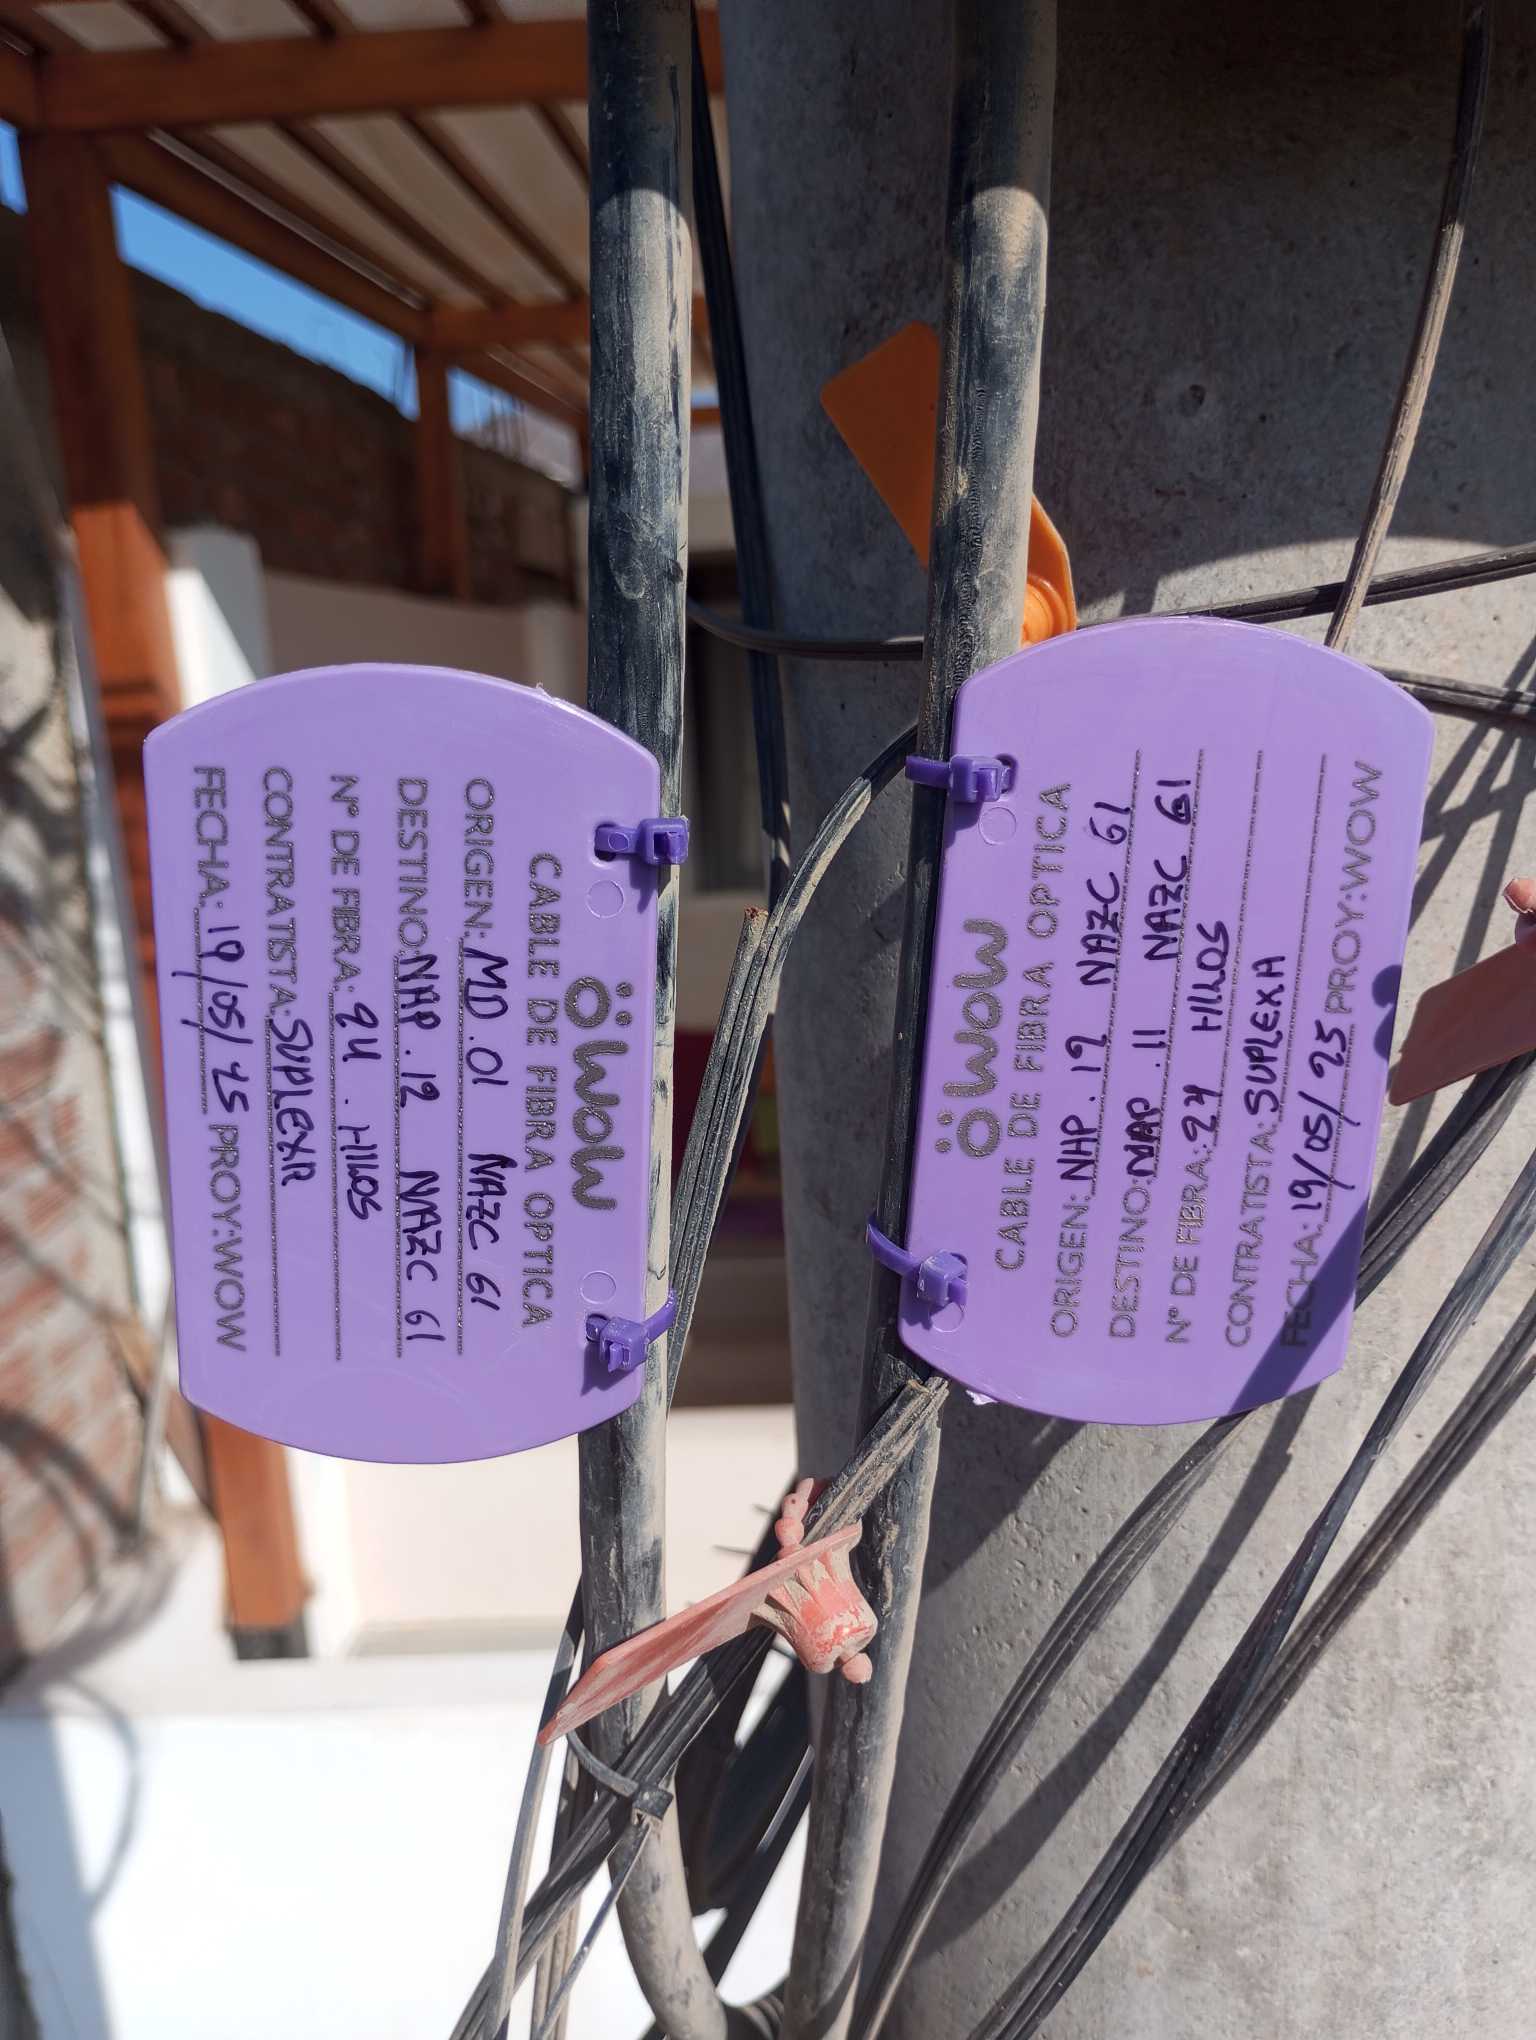 wow
CABLE DE FIBRA OPTICA
ORIGEN: MD.01 NAZC 61
DESTINO: NAP.12 NAZC 61
N° DE FIBRA: 24. HILOS
CONTRATISTA: SUPLEXA
FECHA: 19/05/25 PROY:WOW
wow
CABLE DE FIBRA OPTICA
ORIGEN: NAP.12 NAZC 61
DESTINO: NAP.11 NAZC 61
N° DE FIBRA: 24 HILOS
CONTRATISTA: SUPLEXA
FECHA: 19/05/25 PROY:WOW